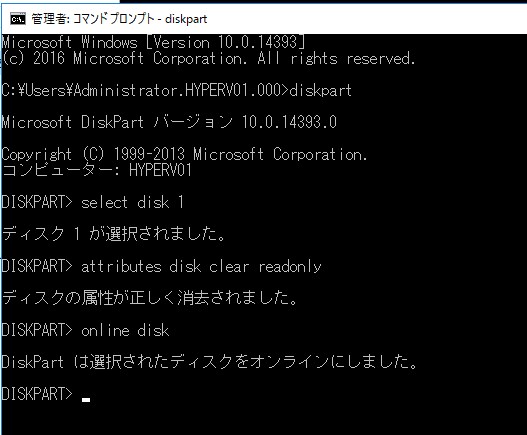 管理者: コマンドプロンプト - diskpart
Microsoft Windows [Version 10.0.14393]
(c) 2016 Microsoft Corporation. All rights reserved.
C:¥Users¥Administrator.HYPERV01.000>diskpart
Microsoft DiskPart バージョン 10.0.14393.0
Copyright (C) 1999-2013 Microsoft Corporation.
コンピューター: HYPERV01
DISKPART> select disk 1
ディスク 1 が選択されました。
DISKPART> attributes disk clear readonly
ディスクの属性が正しく消去されました。
DISKPART> online disk
DiskPart は選択されたディスクをオンラインにしました。
DISKPART>